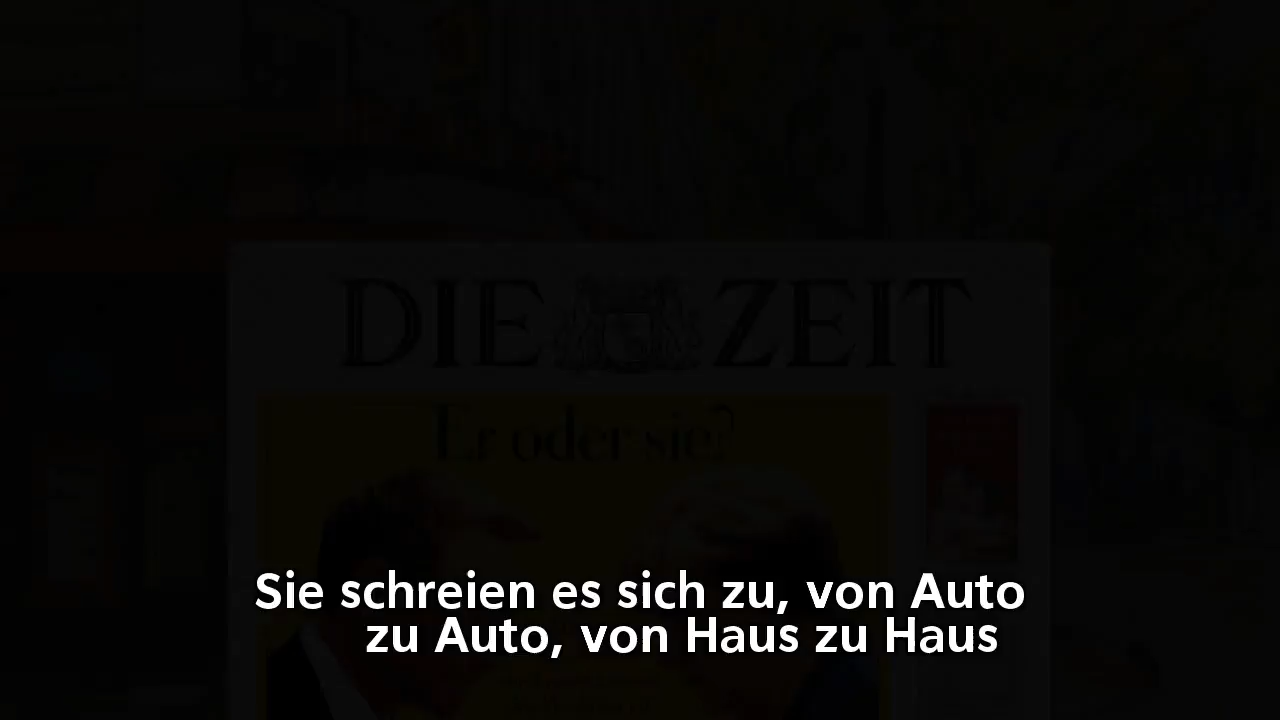 DIE ZEIT
Er oder sie?
Sie schreien es sich zu, von Auto
zu Auto, von Haus zu Haus